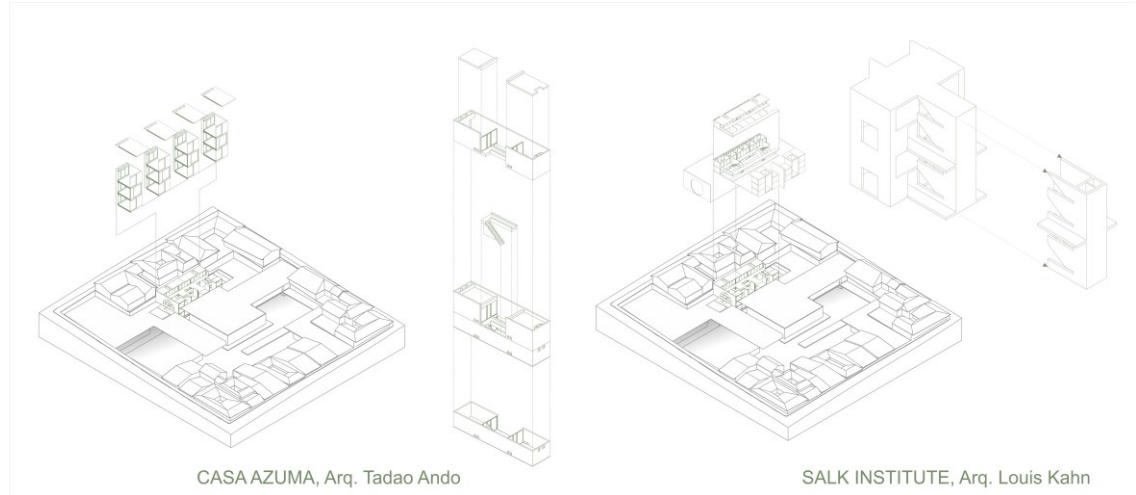 CASA AZUMA, Arq. Tadao Ando
SALK INSTITUTE, Arq. Louis Kahn